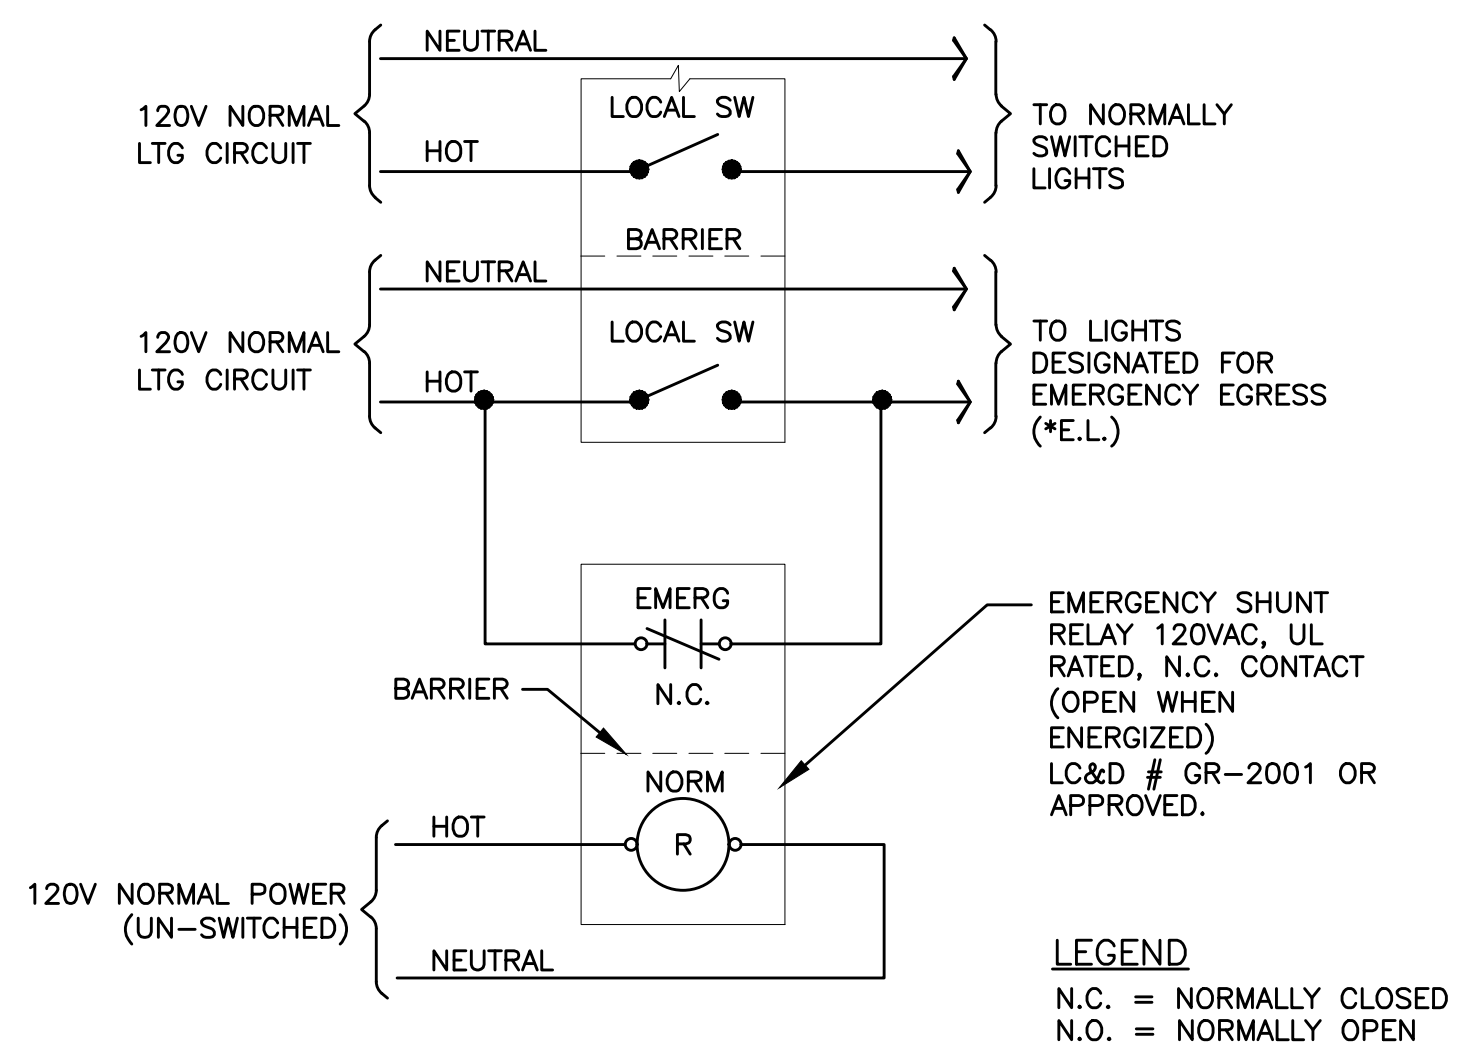 NEUTRAL
LOCAL SW
120V NORMAL
LTG CIRCUIT
HOT
TO NORMALLY
SWITCHED
LIGHTS
BARRIER
NEUTRAL
LOCAL SW
120V NORMAL
LTG CIRCUIT
HOT
TO LIGHTS
DESIGNATED FOR
EMERGENCY EGRESS
(*E.L.)
EMERG
N.C.
BARRIER
EMERGENCY SHUNT
RELAY 120VAC, UL
RATED, N.C. CONTACT
(OPEN WHEN
ENERGIZED)
LC&D # GR-2001 OR
APPROVED.
NORM
HOT
R
120V NORMAL POWER
(UN-SWITCHED)
NEUTRAL
LEGEND
N.C. = NORMALLY CLOSED
N.O. = NORMALLY OPEN